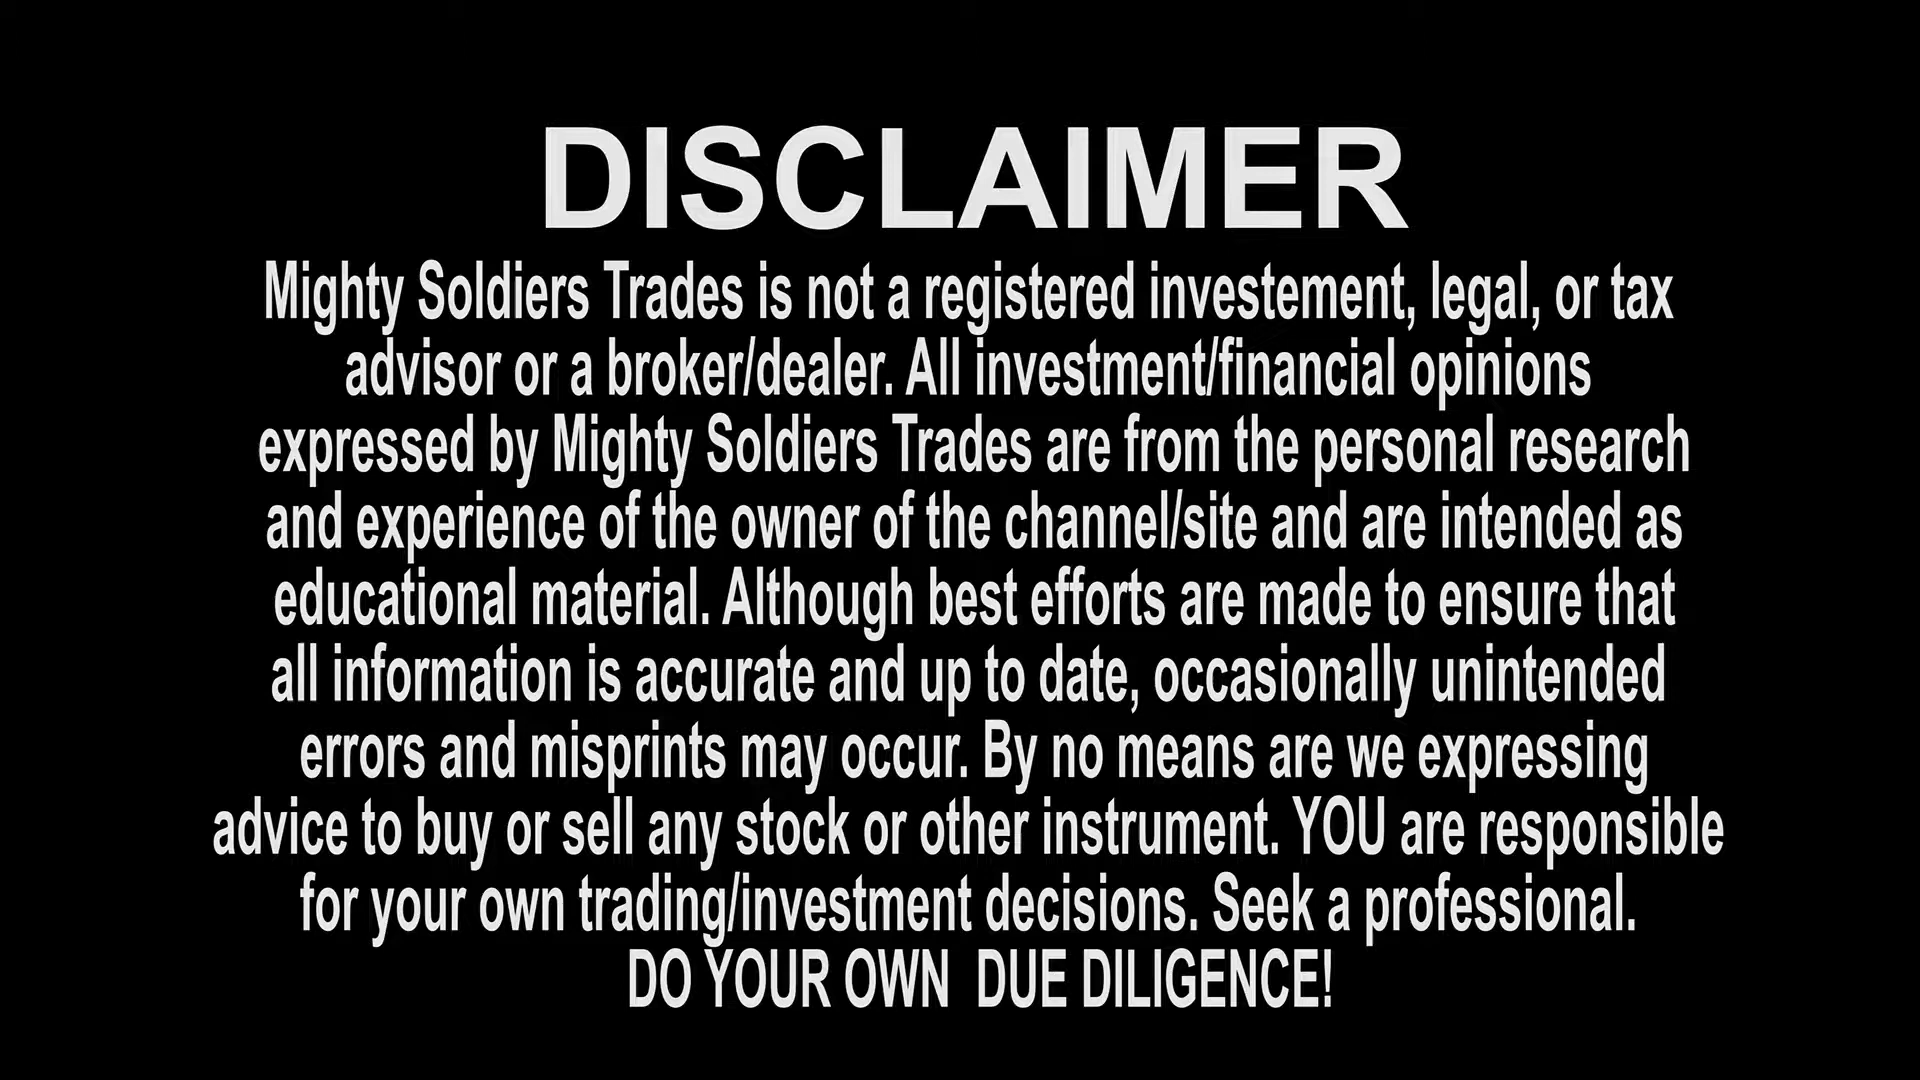 DISCLAIMER
Mighty Soldiers Trades is not a registered investement, legal, or tax
advisor or a broker/dealer. All investment/financial opinions
expressed by Mighty Soldiers Trades are from the personal research
and experience of the owner of the channel/site and are intended as
educational material. Although best efforts are made to ensure that
all information is accurate and up to date, occasionally unintended
errors and misprints may occur. By no means are we expressing
advice to buy or sell any stock or other instrument. YOU are responsible
for your own trading/investment decisions. Seek a professional.
DO YOUR OWN  DUE DILIGENCE!